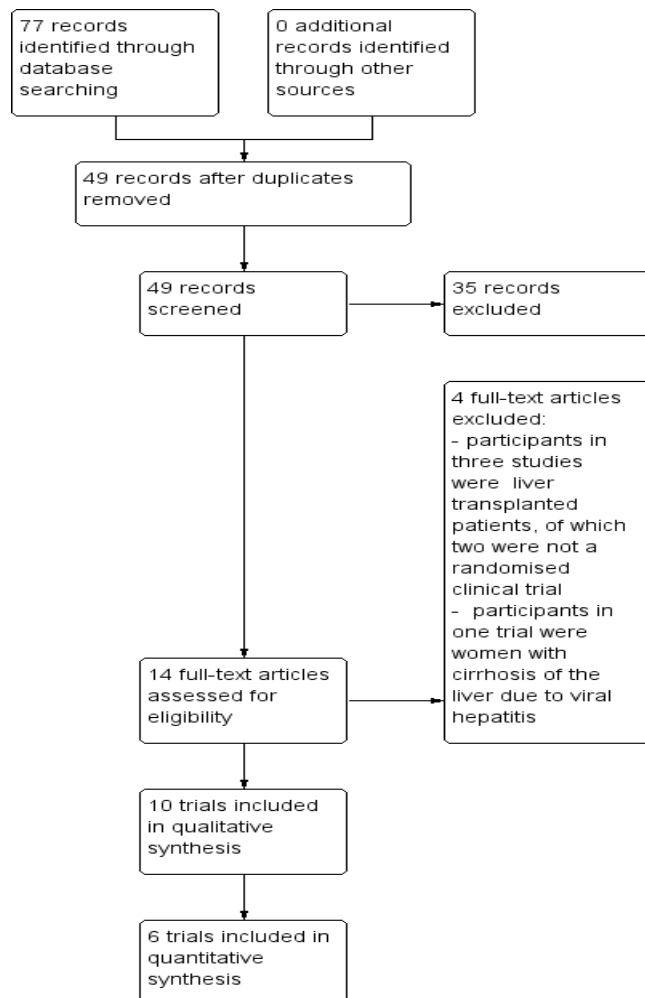 77 records
identified through
database
searching
0 additional
records identified
through other
sources
49 records after duplicates
removed
49 records
screened
35 records
excluded
4 full-text articles
excluded:
- participants in
three studies
were liver
transplanted
patients, of which
two were not a
randomised
clinical trial
- participants in
one trial were
women with
cirrhosis of the
liver due to viral
hepatitis
14 full-text articles
assessed for
eligibility
10 trials included
in qualitative
synthesis
6 trials included in
quantitative
synthesis